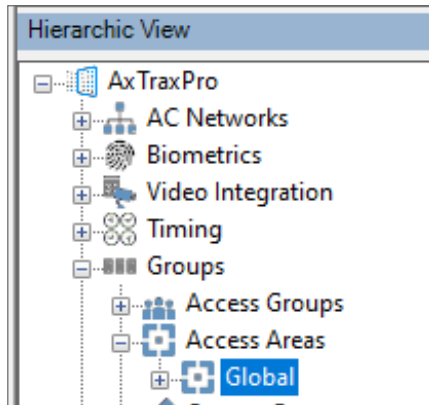 Hierarchic View
AxTraxPro
AC Networks
Biometrics
Video Integration
Timing
Groups
Access Groups
Access Areas
Global